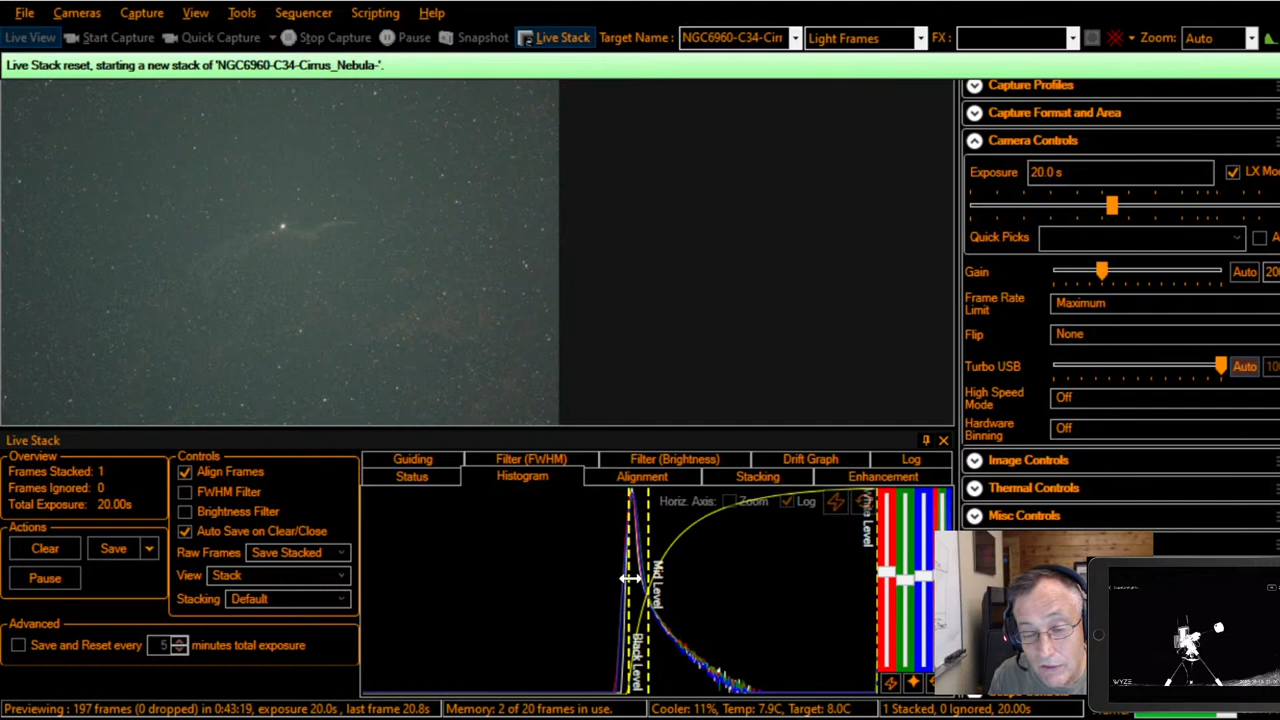 File Cameras Capture View Tools Sequencer Scripting Help
Live View Start Capture Quick Capture Stop Capture Pause Snapshot Live Stack Target Name : NGC6960-C34-Cirr Light Frames FX : Zoom: Auto
Live Stack reset, starting a new stack of 'NGC6960-C34-Cirrus_Nebula-'.
Capture Profiles
Capture Format and Area
Camera Controls
Exposure 20.0 s LX Mo
Quick Picks A
Gain Auto 20
Frame Rate
Limit
Maximum
Flip None
Turbo USB Auto 10
High Speed
Mode
Off
Hardware
Binning
Off
Image Controls
Thermal Controls
Misc Controls
Live Stack
Overview
Frames Stacked: 1
Frames Ignored: 0
Total Exposure: 20.00s
Actions
Clear Save
Pause
Controls
Align Frames
FWHM Filter
Brightness Filter
Auto Save on Clear/Close
Raw Frames Save Stacked
View Stack
Stacking Default
Advanced
Save and Reset every 5 minutes total exposure
Guiding Filter (FWHM) Filter (Brightness) Drift Graph Log
Status Histogram Alignment Stacking Enhancement
Horiz. Axis: Zoom Log
Black Level
Mid Level
White Level
WYZE
Previewing : 197 frames (0 dropped) in 0:43:19, exposure 20.0s , last frame 20.8s Memory: 2 of 20 frames in use. Cooler: 11%, Temp: 7.9C, Target: 8.0C 1 Stacked, 0 Ignored, 20.00s